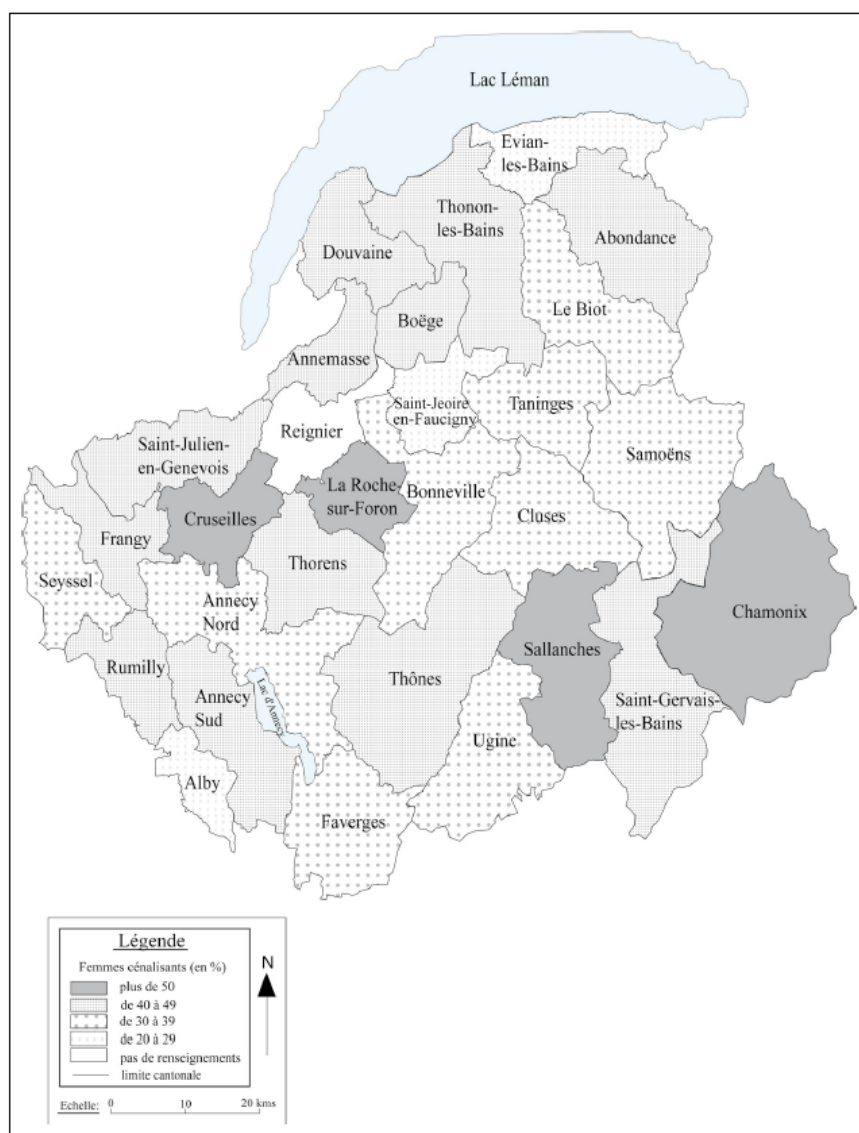 Lac Léman
Evian-
les-Bains
Thonon-
les-Bains
Abondance
Douvaine
Le Biot
Boëge
Annemasse
Saint-Jeoire
en-Faucigny
Taninges
Reignier
Saint-Julien-
en-Genevois
Samoëns
La Roche-
sur-Foron
Bonneville
Cruseilles
Cluses
Frangy
Thorens
Seyssel
Annecy
Nord
Chamonix
Sallanches
Rumilly
Thônes
Annecy
Sud
Lac d'Annecy
Saint-Gervais-
les-Bains
Ugine
Alby
Faverges
Légende
Femmes cénalisants (en %)
plus de 50
de 40 à 49
de 30 à 39
de 20 à 29
pas de renseignements
limite cantonale
N
Echelle: 0 10 20 kms